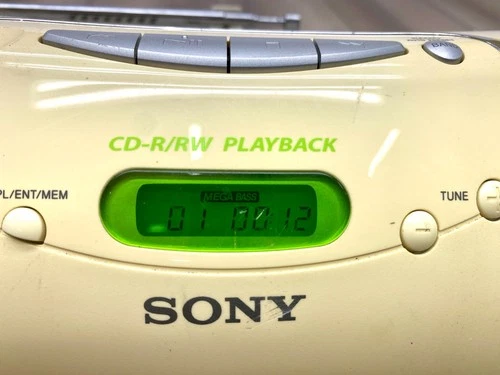 CD-R/RW PLAYBACK
PL/ENT/MEM
TUNE
MEGA BASS
01 00:12
SONY